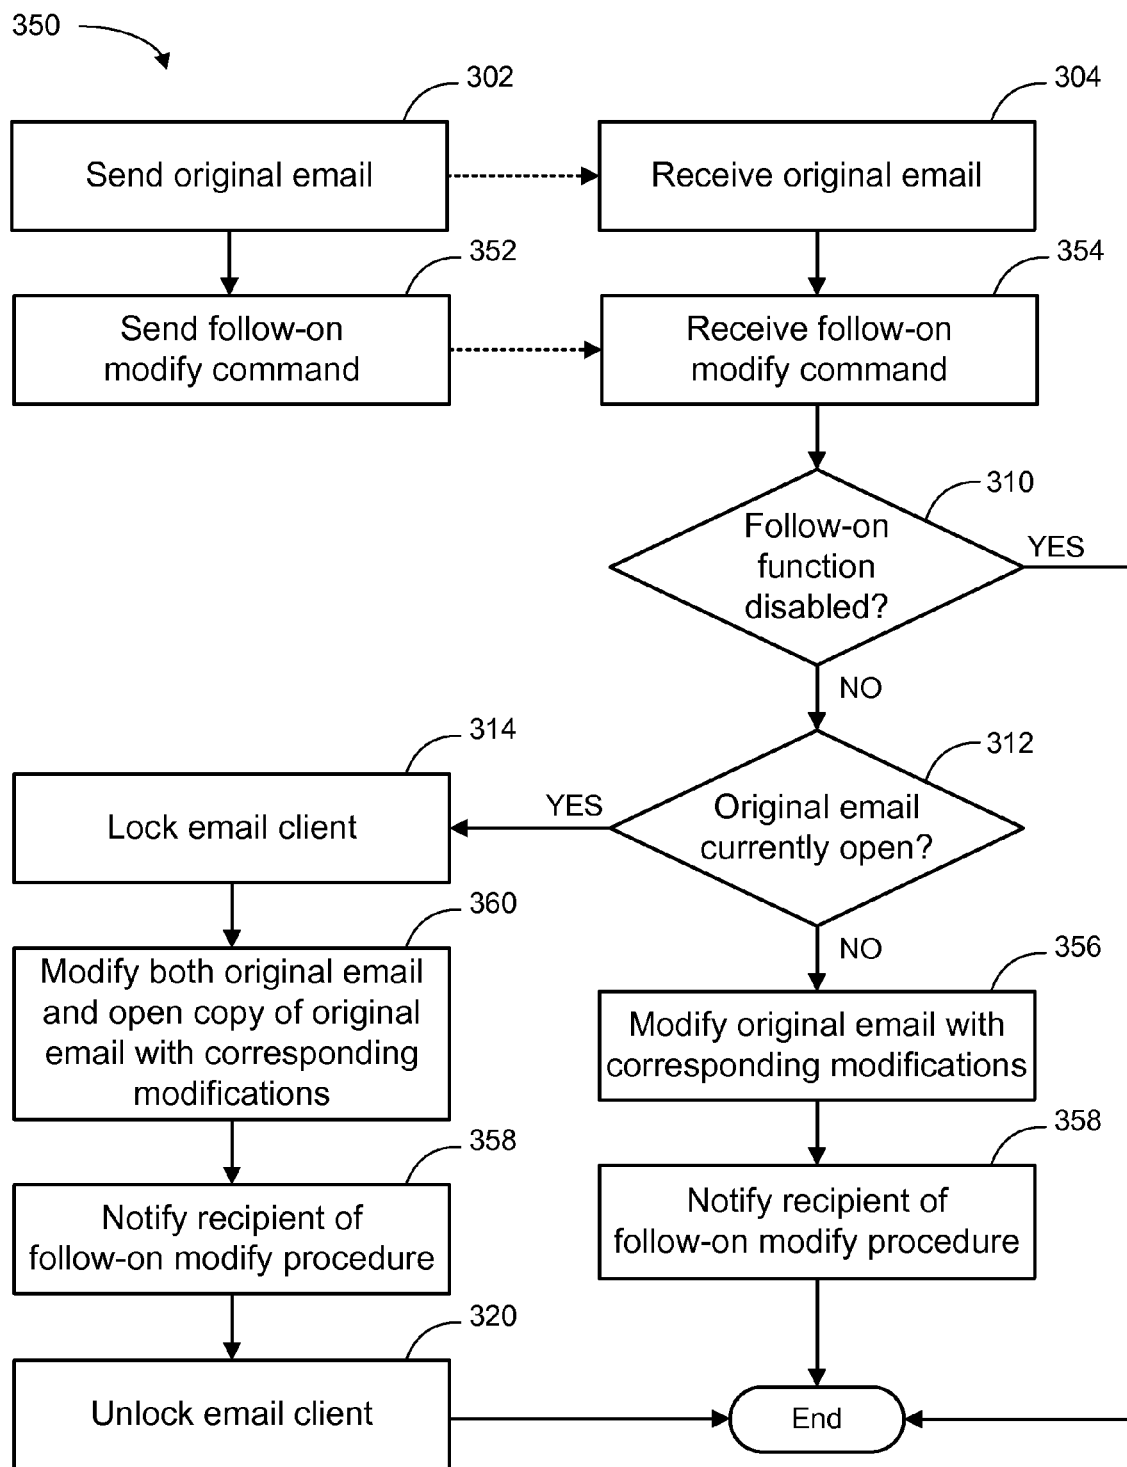 350
302
304
Send original email
Receive original email
352
354
Send follow-on
modify command
Receive follow-on
modify command
310
Follow-on
function
disabled?
YES
NO
314
312
Lock email client
YES
Original email
currently open?
360
NO
356
Modify both original email
and open copy of original
email with corresponding
modifications
Modify original email with
corresponding modifications
358
358
Notify recipient of
follow-on modify procedure
Notify recipient of
follow-on modify procedure
320
Unlock email client
End